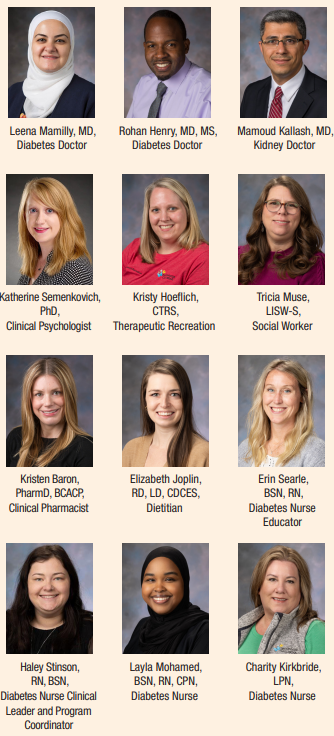 Leena Mamilly, MD,
Diabetes Doctor
Rohan Henry, MD, MS,
Diabetes Doctor
Mamoud Kallash, MD,
Kidney Doctor
Katherine Semenkovich,
PhD,
Clinical Psychologist
Kristy Hoeflich,
CTRS,
Therapeutic Recreation
Tricia Muse,
LISW-S,
Social Worker
Kristen Baron,
PharmD, BCACP,
Clinical Pharmacist
Elizabeth Joplin,
RD, LD, CDCES,
Dietitian
Erin Searle,
BSN, RN,
Diabetes Nurse
Educator
Haley Stinson,
RN, BSN,
Diabetes Nurse Clinical
Leader and Program
Coordinator
Layla Mohamed,
BSN, RN, CPN,
Diabetes Nurse
Charity Kirkbride,
LPN,
Diabetes Nurse